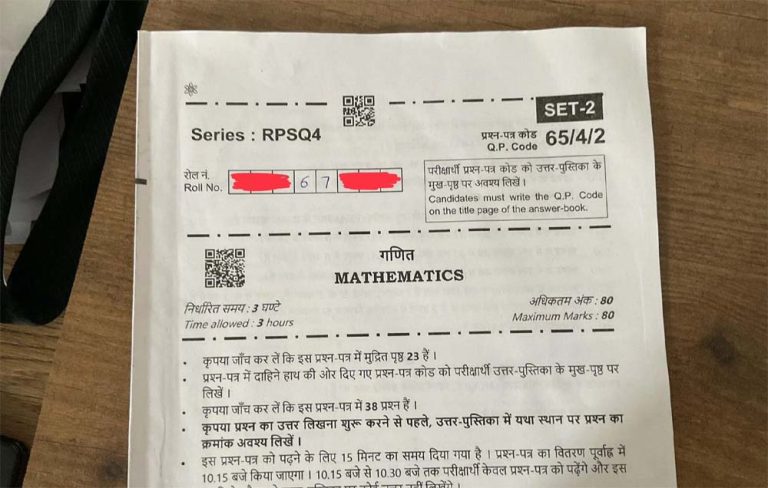 SET-2
Series : RPSQ4
प्रश्न-पत्र कोड
Q.P. Code 65/4/2
रोल नं.
Roll No.
6 7
परीक्षार्थी प्रश्न-पत्र कोड को उत्तर-पुस्तिका के
मुख-पृष्ठ पर अवश्य लिखें ।
Candidates must write the Q.P. Code
on the title page of the answer-book.
गणित
MATHEMATICS
निर्धारित समय : 3 घण्टे
Time allowed : 3 hours
अधिकतम अंक : 80
Maximum Marks : 80
• कृपया जाँच कर लें कि इस प्रश्न-पत्र में मुद्रित पृष्ठ 23 हैं ।
• प्रश्न-पत्र में दाहिने हाथ की ओर दिए गए प्रश्न-पत्र कोड को परीक्षार्थी उत्तर-पुस्तिका के मुख-पृष्ठ पर
लिखें ।
• कृपया जाँच कर लें कि इस प्रश्न-पत्र में 38 प्रश्न हैं ।
• कृपया प्रश्न का उत्तर लिखना शुरू करने से पहले, उत्तर-पुस्तिका में यथा स्थान पर प्रश्न का
क्रमांक अवश्य लिखें ।
• इस प्रश्न-पत्र को पढ़ने के लिए 15 मिनट का समय दिया गया है । प्रश्न-पत्र का वितरण पूर्वाह्न में
10.15 बजे किया जाएगा । 10.15 बजे से 10.30 बजे तक परीक्षार्थी केवल प्रश्न-पत्र को पढ़ेंगे और इस